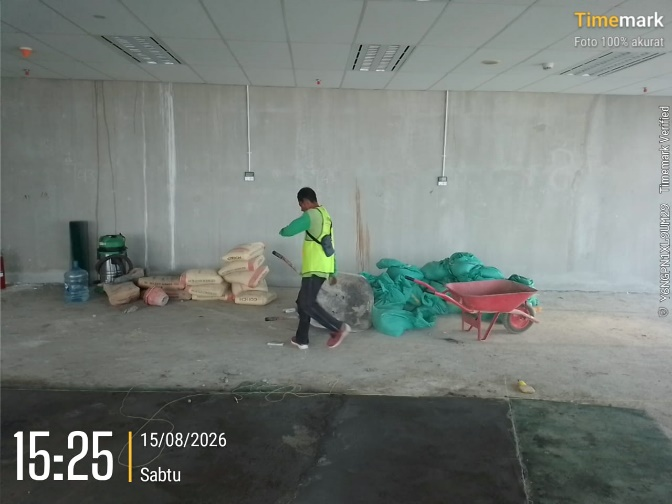 Timemark
Foto 100% akurat
15:25
15/08/2026
Sabtu
Timemark Verified